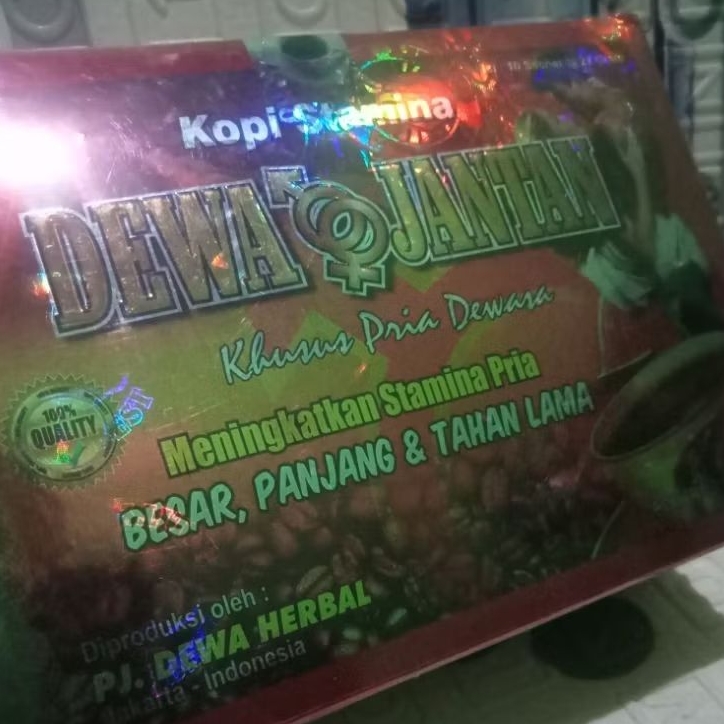 Kopi Stamina
DEWA JANTAN
Khusus Pria Dewasa
100%
QUALITY
Meningkatkan Stamina Pria
BESAR, PANJANG & TAHAN LAMA
Diproduksi oleh :
PJ. DEWA HERBAL
Jakarta - Indonesia